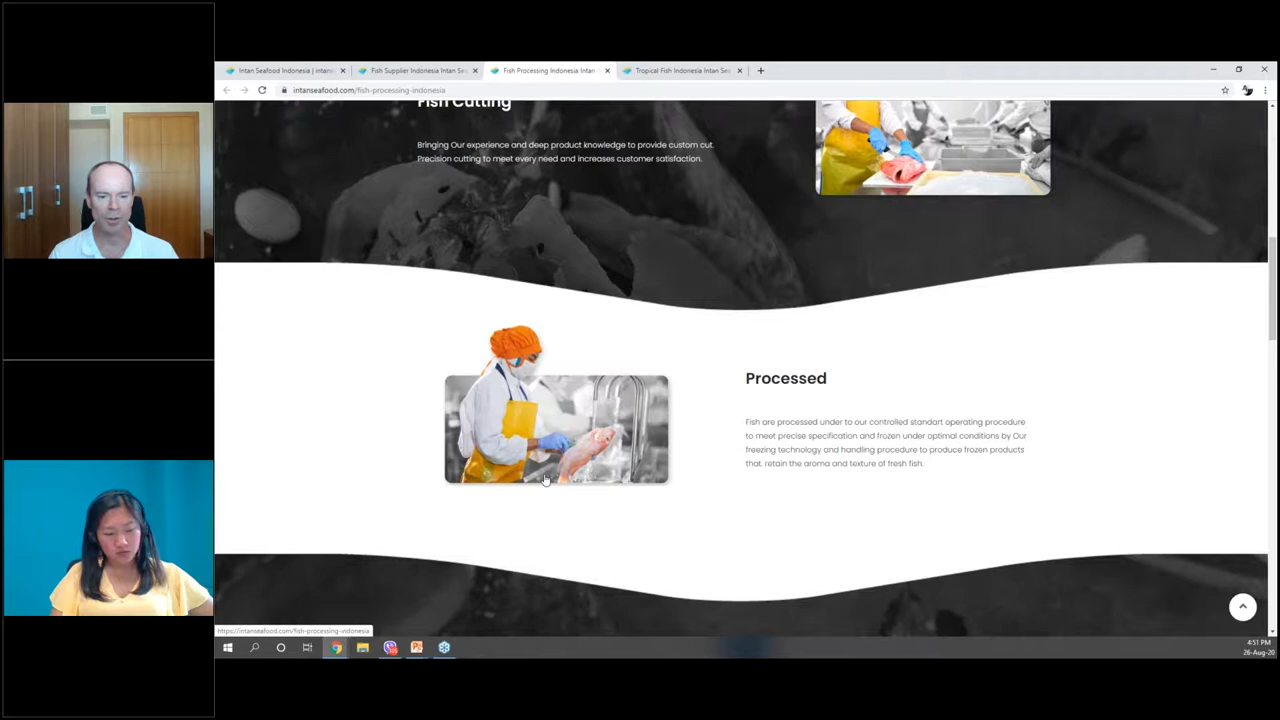 Intan Seafood Indonesia | intans
Fish Supplier Indonesia Intan Se
Fish Processing Indonesia Intan
Tropical Fish Indonesia Intan Se
intanseafood.com/fish-processing-indonesia
Fish Cutting
Bringing Our experience and deep product knowledge to provide custom cut.
Precision cutting to meet every need and increases customer satisfaction.
Processed
Fish are processed under to our controlled standart operating procedure
to meet precise specification and frozen under optimal conditions by Our
freezing technology and handling procedure to produce frozen products
that. retain the aroma and texture of fresh fish.
https://intanseafood.com/fish-processing-indonesia
4:51 PM
26-Aug-20